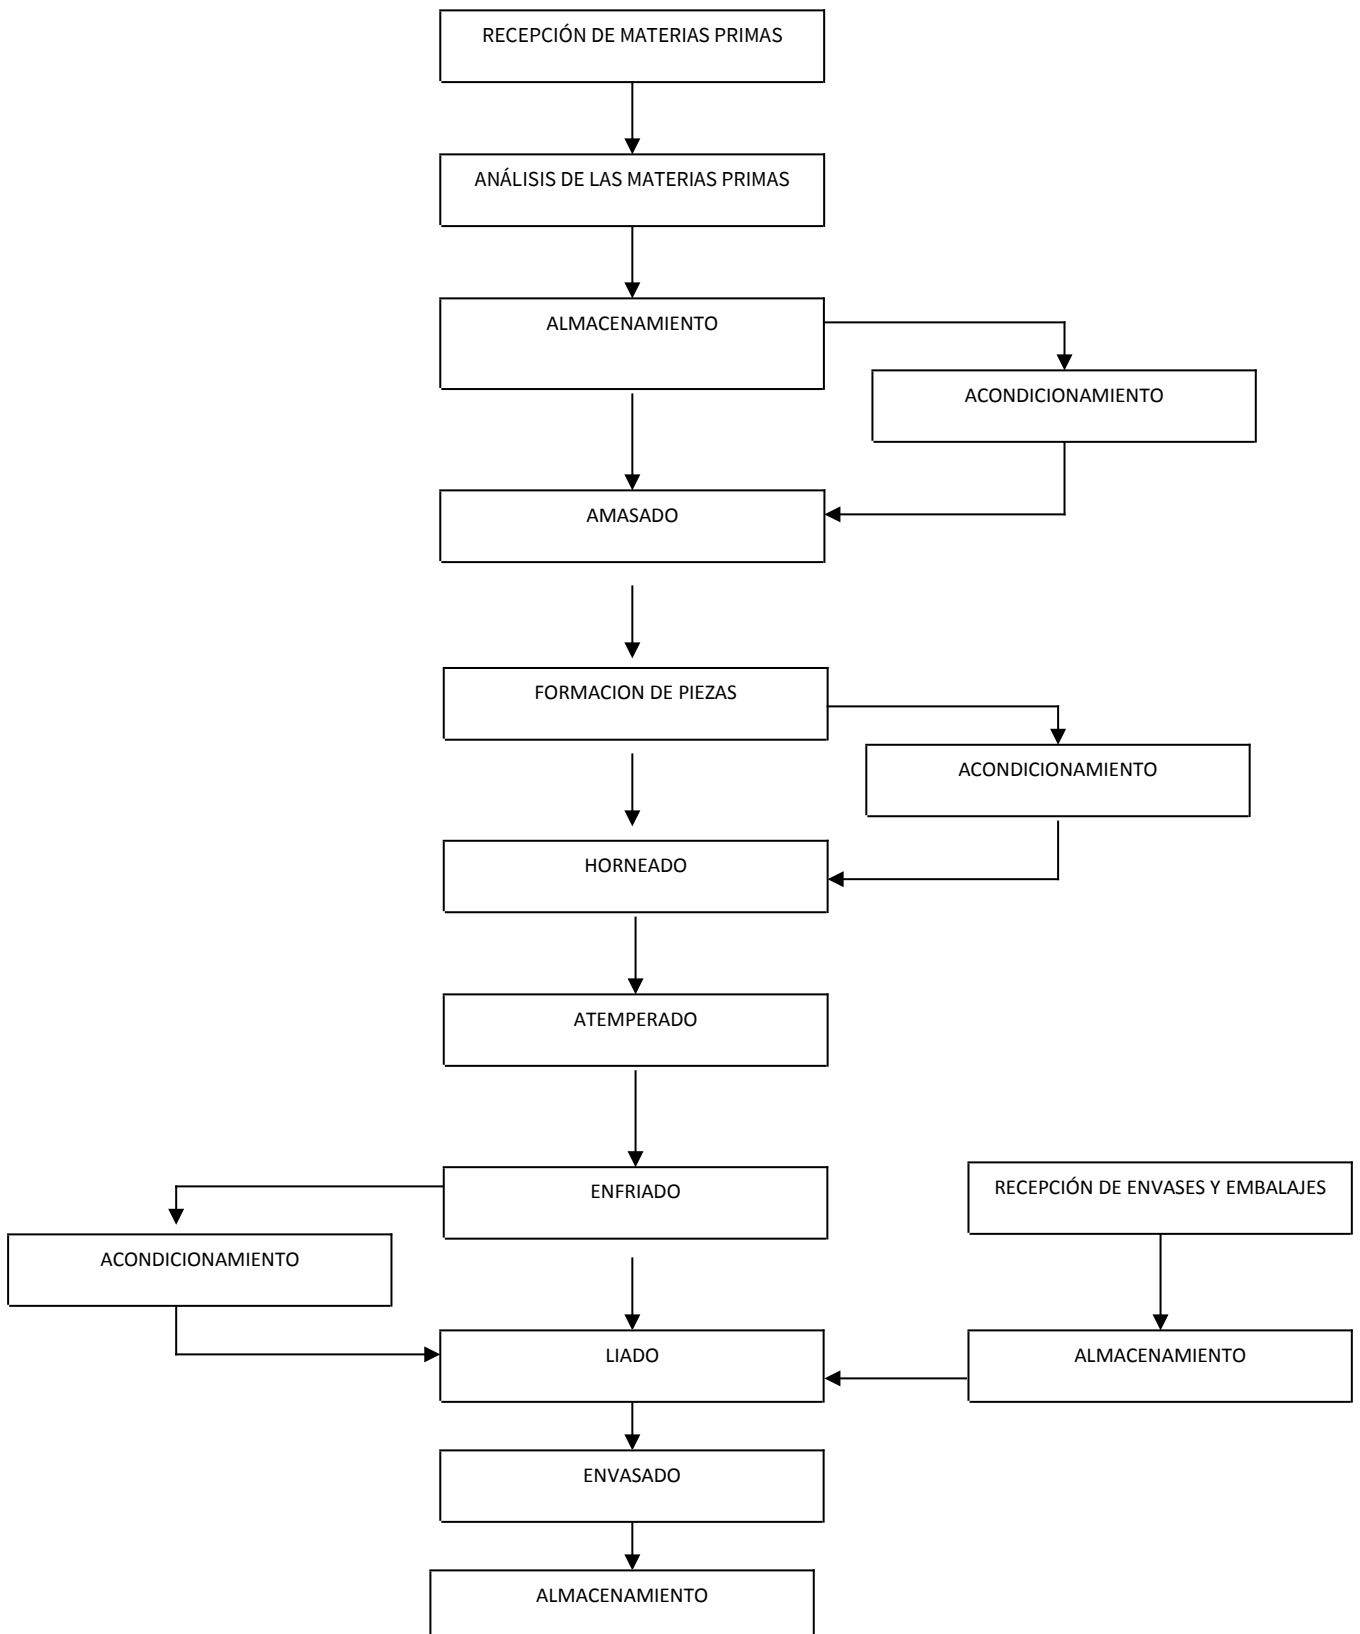 RECEPCIÓN DE MATERIAS PRIMAS
ANÁLISIS DE LAS MATERIAS PRIMAS
ALMACENAMIENTO
ACONDICIONAMIENTO
AMASADO
FORMACION DE PIEZAS
ACONDICIONAMIENTO
HORNEADO
ATEMPERADO
ENFRIADO
RECEPCIÓN DE ENVASES Y EMBALAJES
ACONDICIONAMIENTO
LIADO
ALMACENAMIENTO
ENVASADO
ALMACENAMIENTO